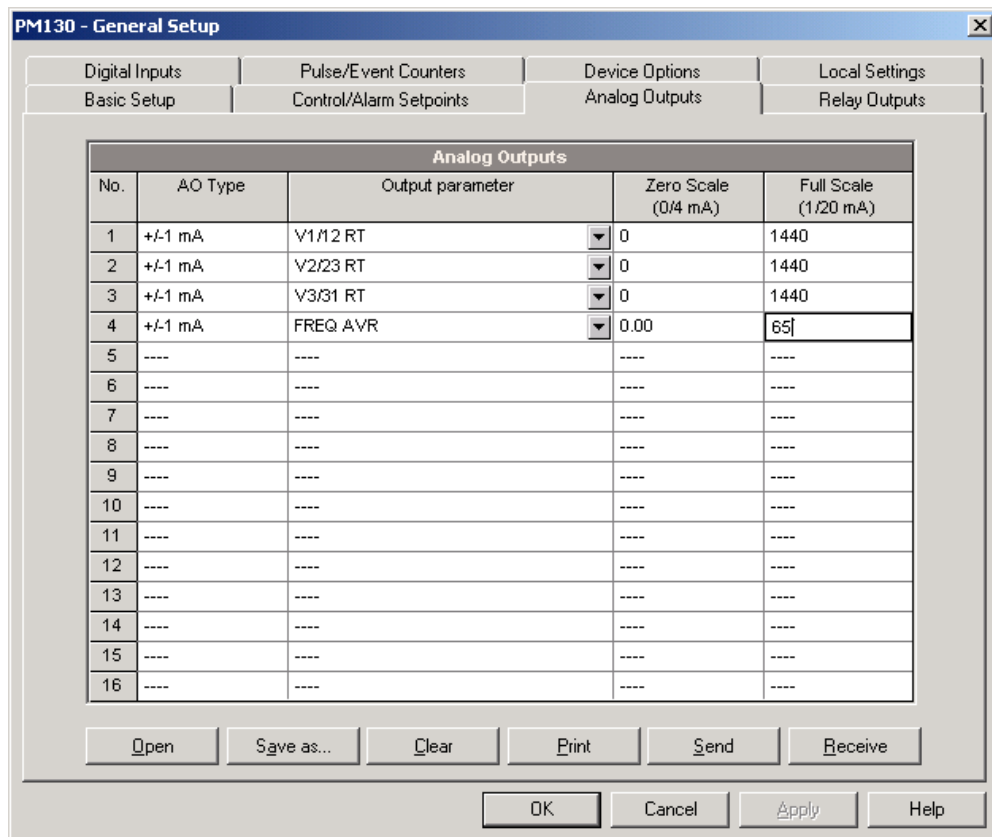 PM130 - General Setup
Digital Inputs Pulse/Event Counters Device Options Local Settings
Basic Setup Control/Alarm Setpoints Analog Outputs Relay Outputs
Analog Outputs
No. AO Type Output parameter Zero Scale (0/4 mA) Full Scale (1/20 mA)
1 +/-1 mA V1/12 RT 0 1440
2 +/-1 mA V2/23 RT 0 1440
3 +/-1 mA V3/31 RT 0 1440
4 +/-1 mA FREQ AVR 0.00 65
5 ---- ---- ---- ----
6 ---- ---- ---- ----
7 ---- ---- ---- ----
8 ---- ---- ---- ----
9 ---- ---- ---- ----
10 ---- ---- ---- ----
11 ---- ---- ---- ----
12 ---- ---- ---- ----
13 ---- ---- ---- ----
14 ---- ---- ---- ----
15 ---- ---- ---- ----
16 ---- ---- ---- ----
Open Save as... Clear Print Send Receive
OK Cancel Apply Help